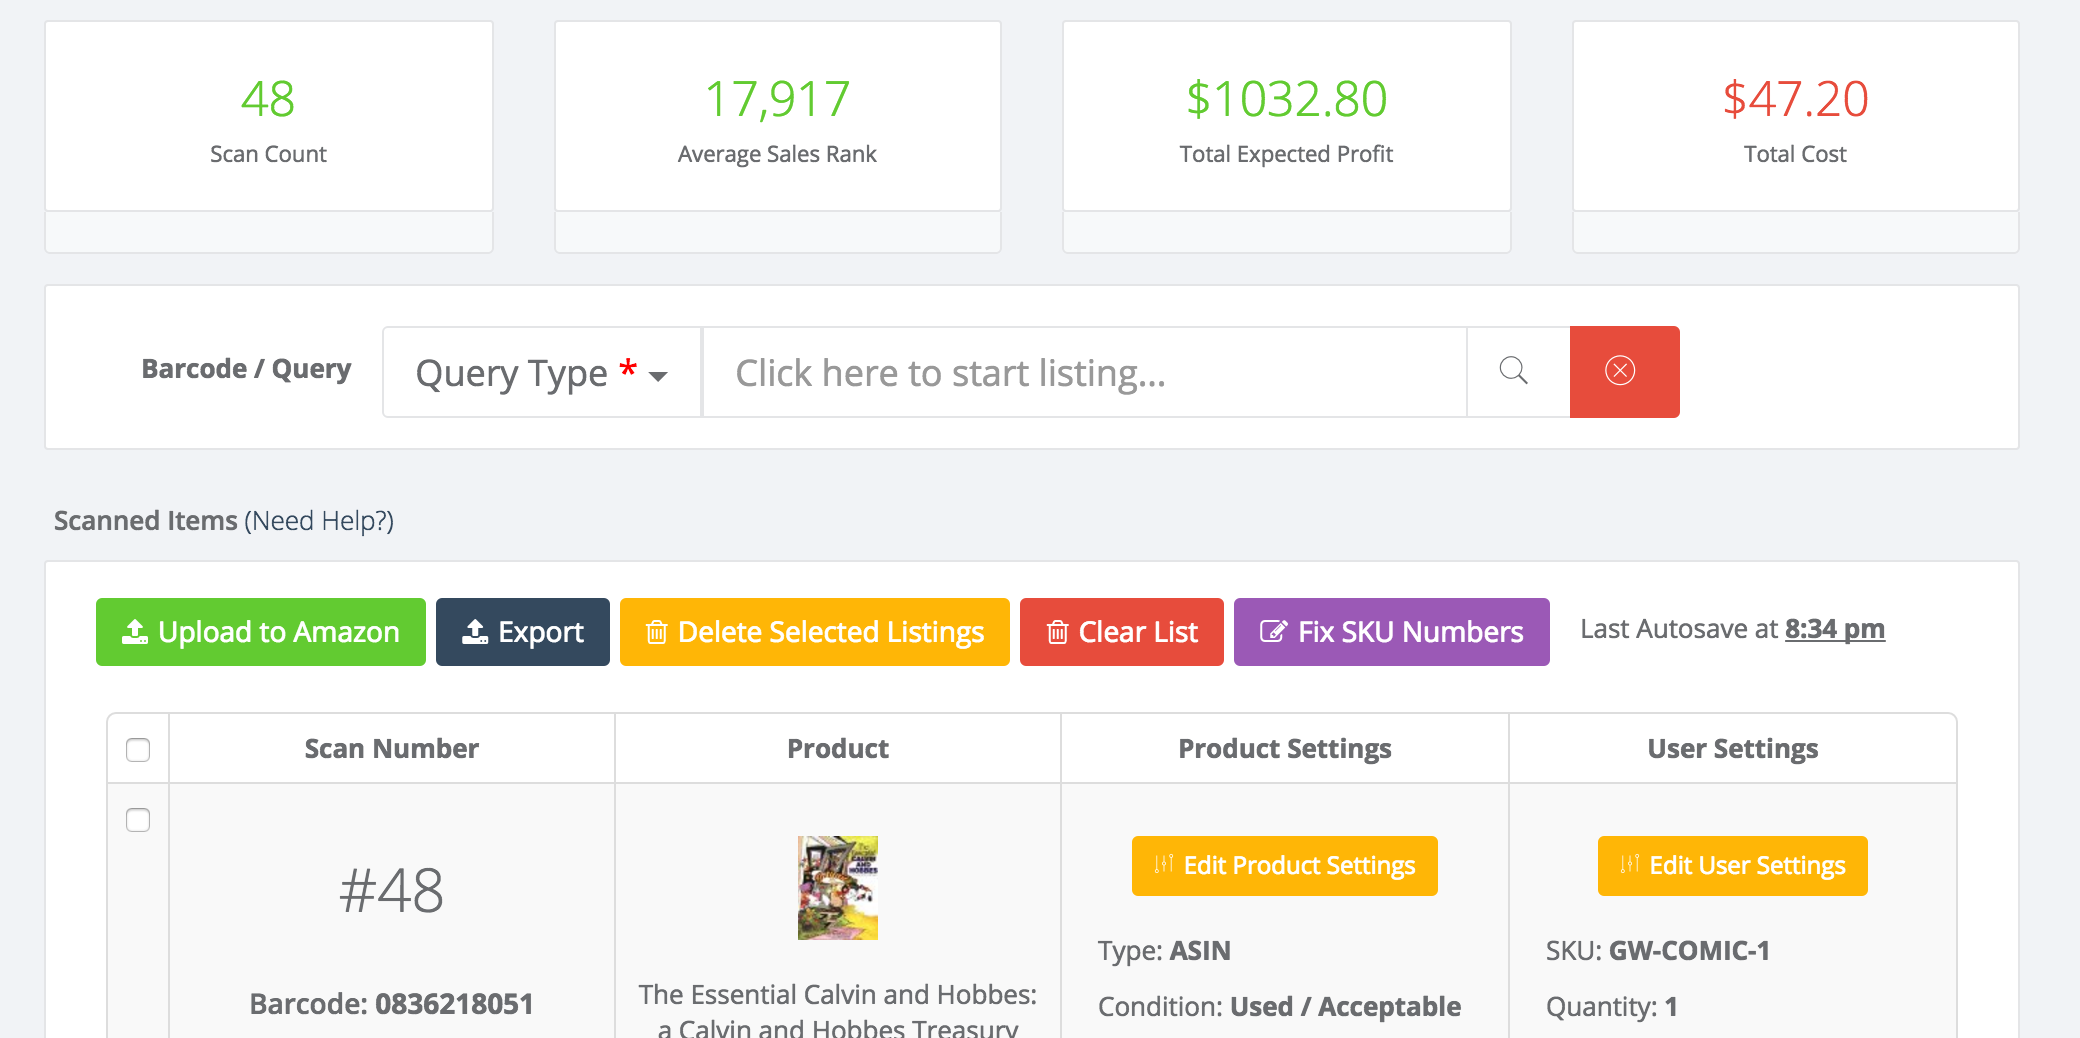 48
Scan Count
17,917
Average Sales Rank
$1032.80
Total Expected Profit
$47.20
Total Cost
Barcode / Query
Query Type *
Click here to start listing...
Scanned Items (Need Help?)
Upload to Amazon
Export
Delete Selected Listings
Clear List
Fix SKU Numbers
Last Autosave at 8:34 pm
Scan Number
Product
Product Settings
User Settings
#48
Barcode: 0836218051
CALVIN
AND
HOBBES
The Essential Calvin and Hobbes:
a Calvin and Hobbes Treasury
Edit Product Settings
Type: ASIN
Condition: Used / Acceptable
Edit User Settings
SKU: GW-COMIC-1
Quantity: 1